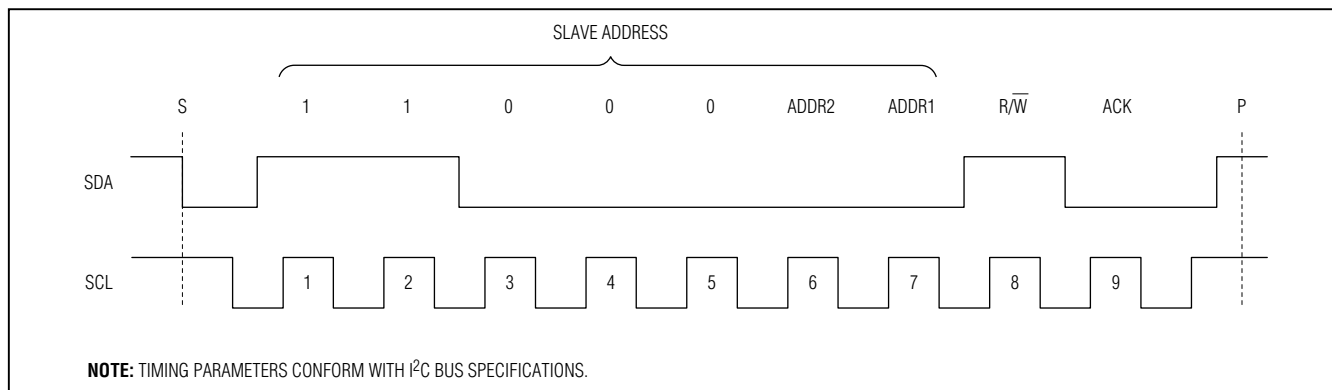 SLAVE ADDRESS
S 1 1 0 0 0 ADDR2 ADDR1 R/W̅ ACK P
SDA
SCL 1 2 3 4 5 6 7 8 9
NOTE: TIMING PARAMETERS CONFORM WITH I²C BUS SPECIFICATIONS.